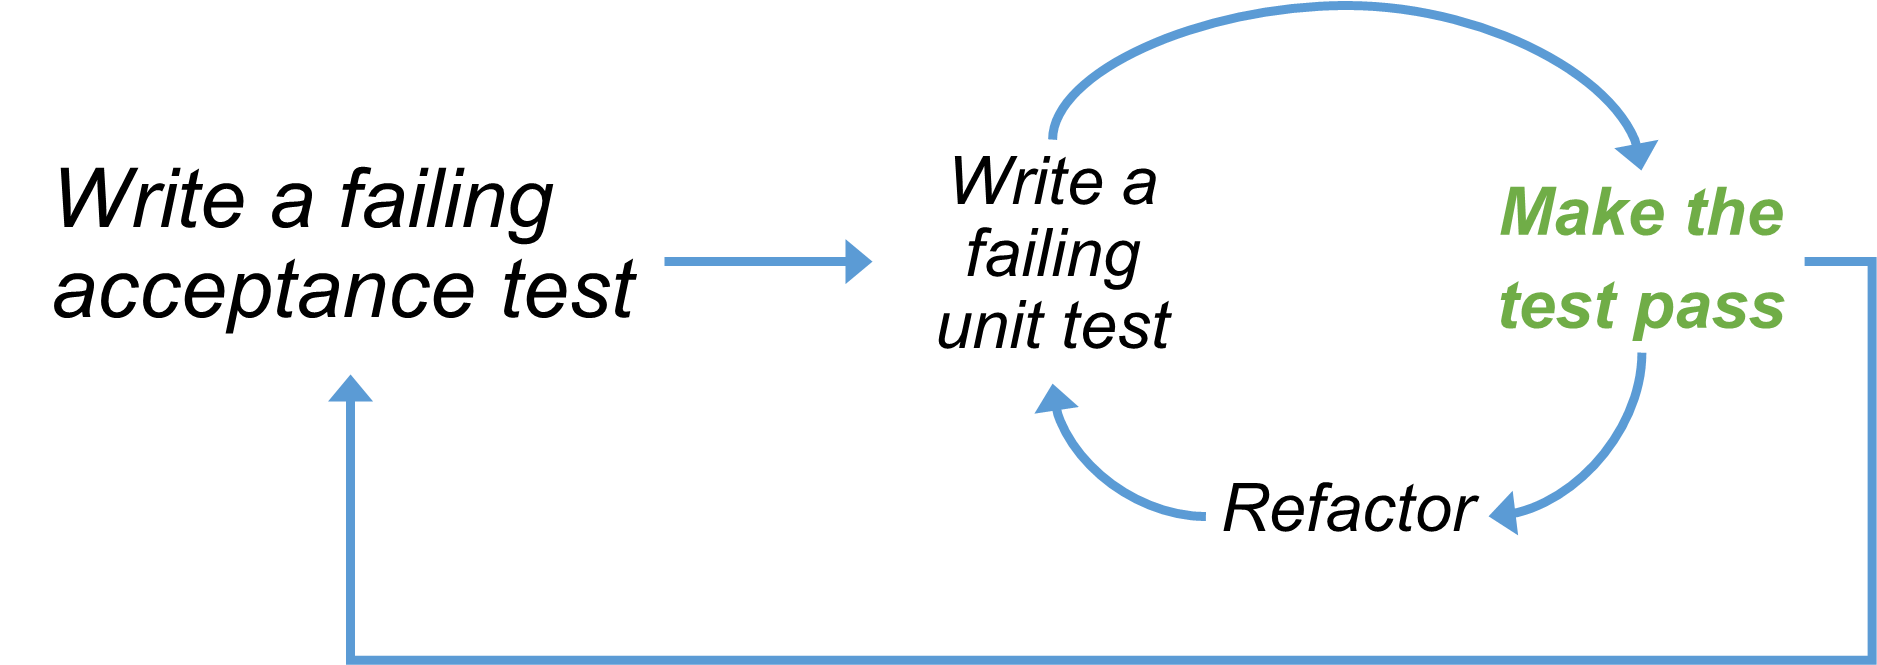 Write a failing
acceptance test
Write a
failing
unit test
Make the
test pass
Refactor